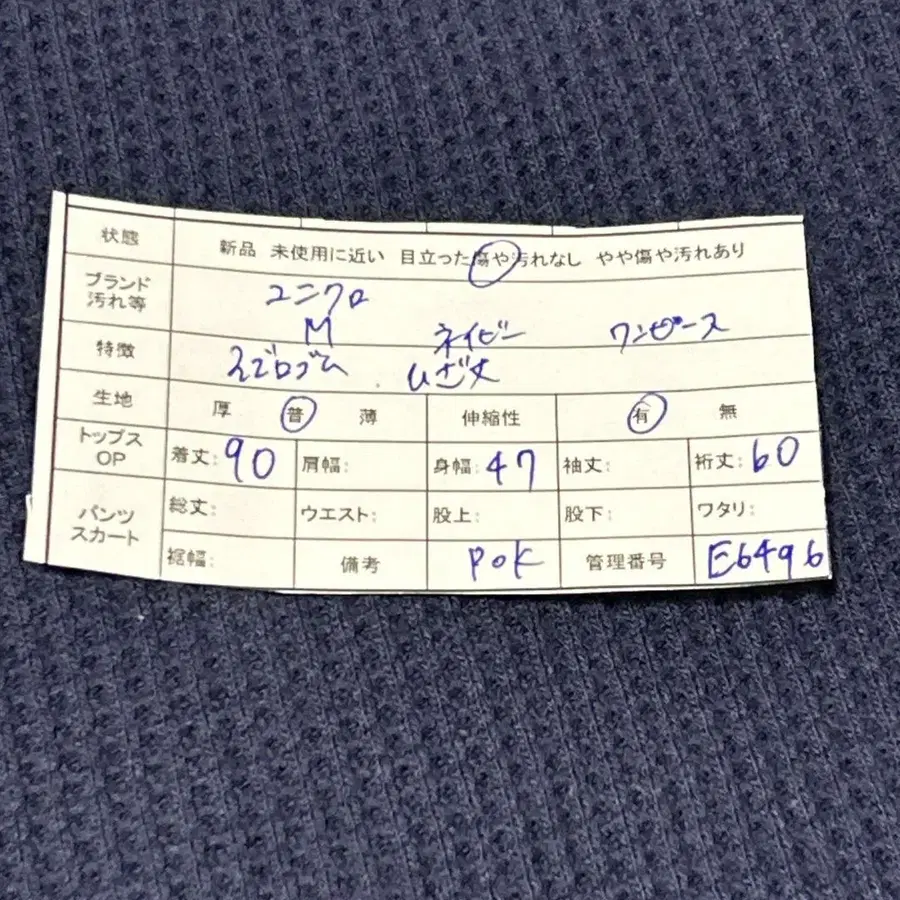 状態 新品 未使用に近い 目立った傷や汚れなし やや傷や汚れあり
ブランド 汚れ等 ユニクロ
M ネイビー ワンピース
特徴 ひざ丈
生地 厚 普 薄 伸縮性 有 無
トップス OP 着丈:90 肩幅: 身幅:47 袖丈: 裄丈:60
パンツ スカート 総丈: ウエスト: 股上: 股下: ワタリ:
裾幅: 備考 POK 管理番号 E6496